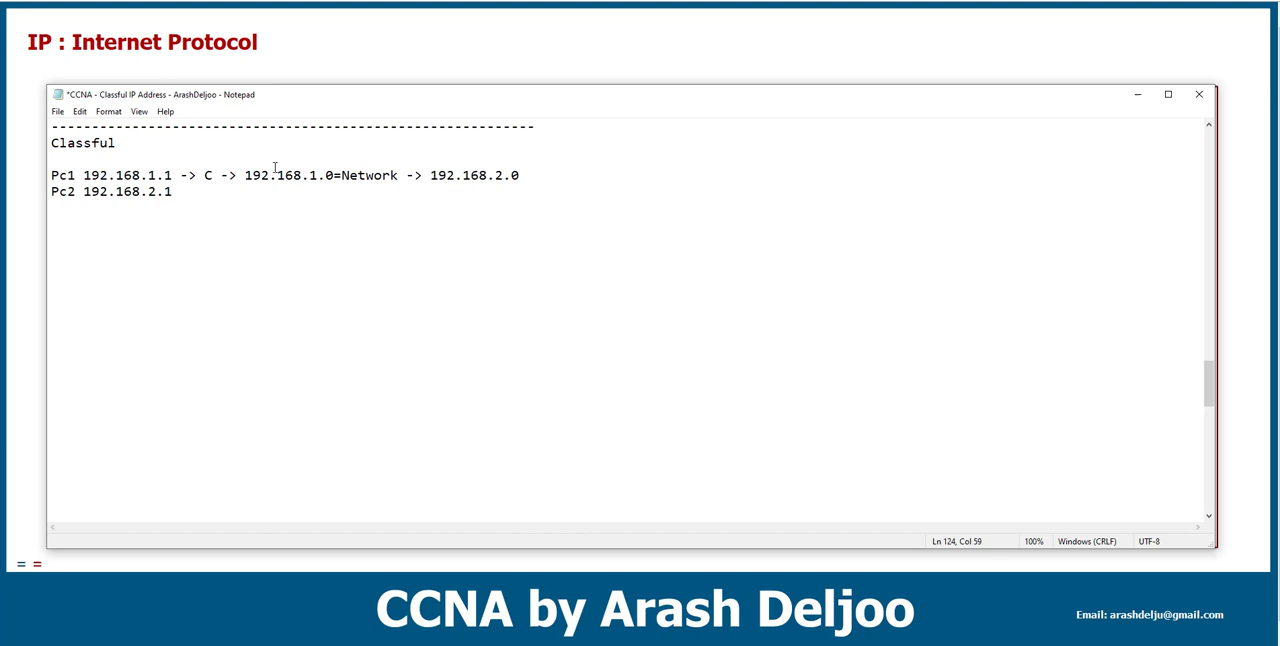 IP : Internet Protocol
*CCNA - Classful IP Address - ArashDeljoo - Notepad
File Edit Format View Help
------------------------------------------------------------
Classful
Pc1 192.168.1.1 -> C -> 192.168.1.0=Network -> 192.168.2.0
Pc2 192.168.2.1
Ln 124, Col 59 100% Windows (CRLF) UTF-8
= =
CCNA by Arash Deljoo
Email: arashdelju@gmail.com